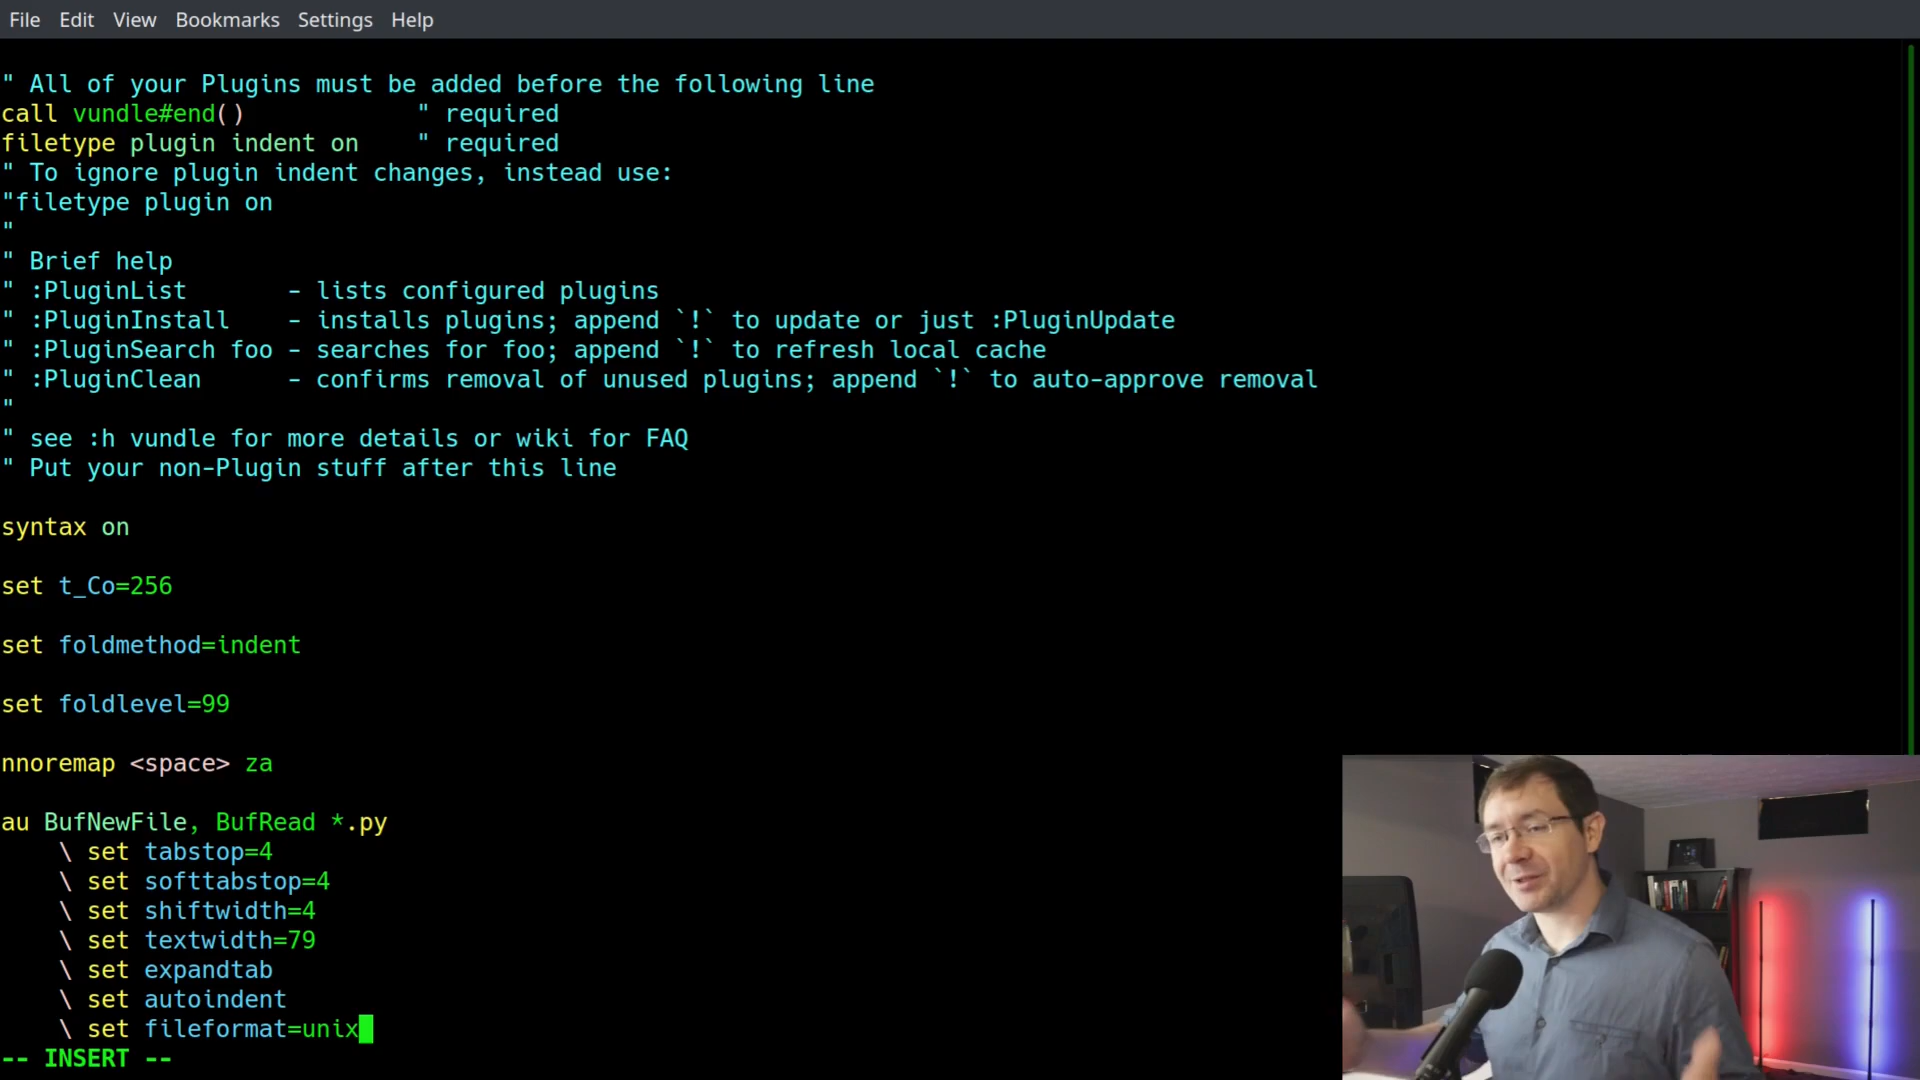 File Edit View Bookmarks Settings Help
" All of your Plugins must be added before the following line
call vundle#end()            " required
filetype plugin indent on    " required
" To ignore plugin indent changes, instead use:
"filetype plugin on
"
" Brief help
" :PluginList       - lists configured plugins
" :PluginInstall    - installs plugins; append `!` to update or just :PluginUpdate
" :PluginSearch foo - searches for foo; append `!` to refresh local cache
" :PluginClean      - confirms removal of unused plugins; append `!` to auto-approve removal
"
" see :h vundle for more details or wiki for FAQ
" Put your non-Plugin stuff after this line
syntax on
set t_Co=256
set foldmethod=indent
set foldlevel=99
nnoremap <space> za
au BufNewFile, BufRead *.py
    \ set tabstop=4
    \ set softtabstop=4
    \ set shiftwidth=4
    \ set textwidth=79
    \ set expandtab
    \ set autoindent
    \ set fileformat=unix
-- INSERT --